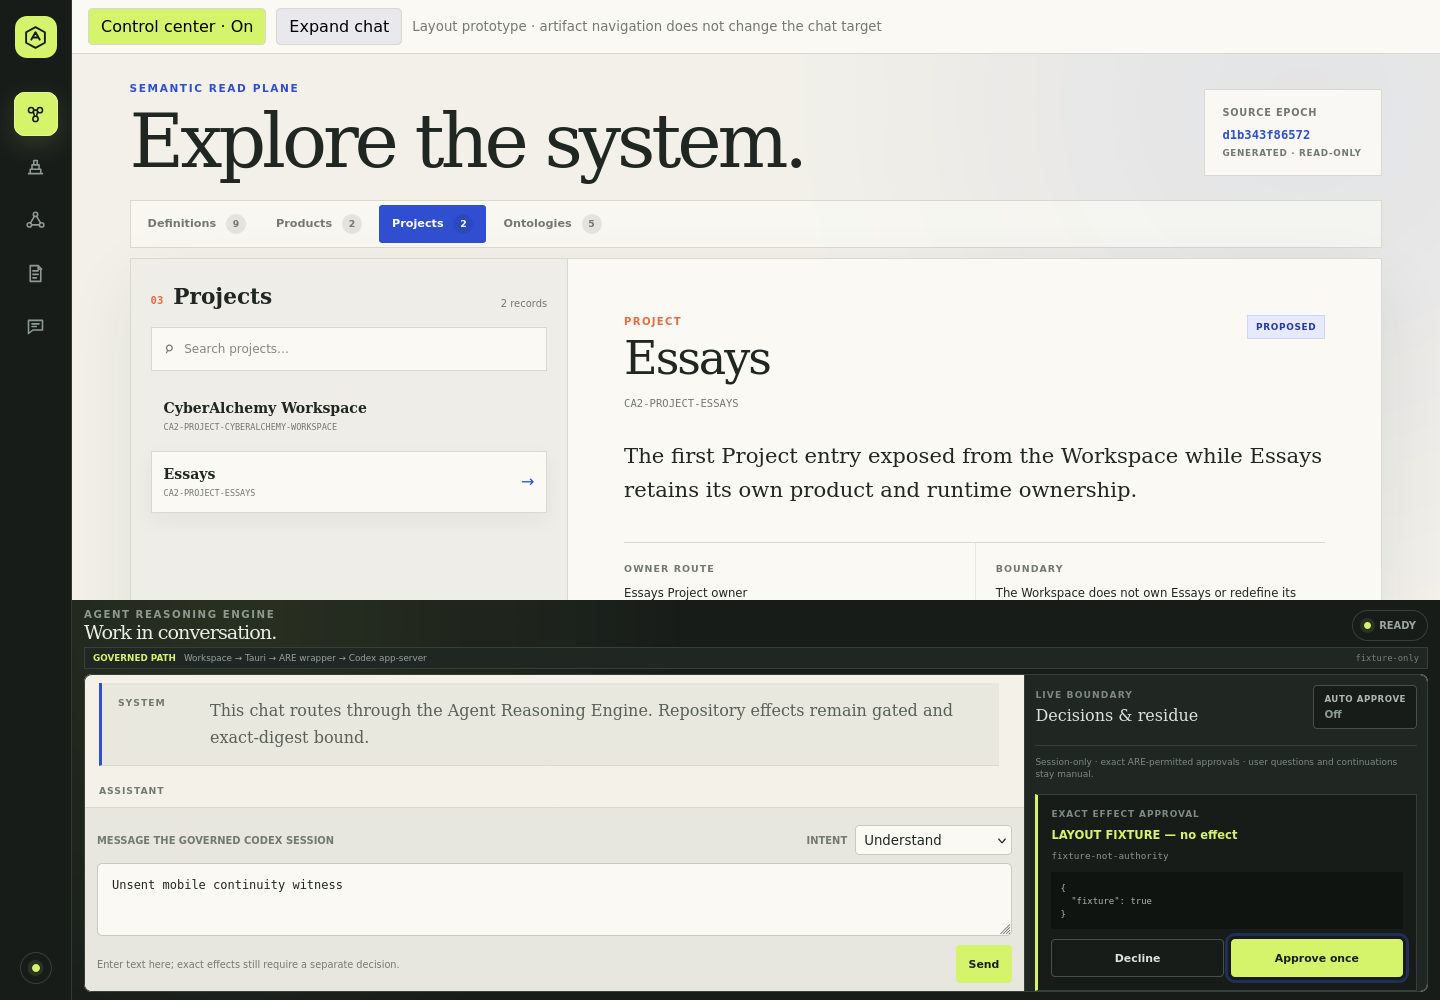 Control center · On
Expand chat
Layout prototype · artifact navigation does not change the chat target
SEMANTIC READ PLANE
Explore the system.
SOURCE EPOCH
d1b343f86572
GENERATED · READ-ONLY
Definitions 9
Products 2
Projects 2
Ontologies 5
03 Projects
2 records
Search projects…
CyberAlchemy Workspace
CA2-PROJECT-CYBERALCHEMY-WORKSPACE
Essays
CA2-PROJECT-ESSAYS
→
PROJECT
PROPOSED
Essays
CA2-PROJECT-ESSAYS
The first Project entry exposed from the Workspace while Essays
retains its own product and runtime ownership.
OWNER ROUTE
Essays Project owner
BOUNDARY
The Workspace does not own Essays or redefine its
AGENT REASONING ENGINE
Work in conversation.
READY
GOVERNED PATH Workspace → Tauri → ARE wrapper → Codex app-server
fixture-only
SYSTEM
This chat routes through the Agent Reasoning Engine. Repository effects remain gated and
exact-digest bound.
ASSISTANT
MESSAGE THE GOVERNED CODEX SESSION
INTENT Understand
Unsent mobile continuity witness
Enter text here; exact effects still require a separate decision.
Send
LIVE BOUNDARY
Decisions & residue
AUTO APPROVE
Off
Session-only · exact ARE-permitted approvals · user questions and continuations
stay manual.
EXACT EFFECT APPROVAL
LAYOUT FIXTURE — no effect
fixture-not-authority
{
"fixture": true
}
Decline
Approve once